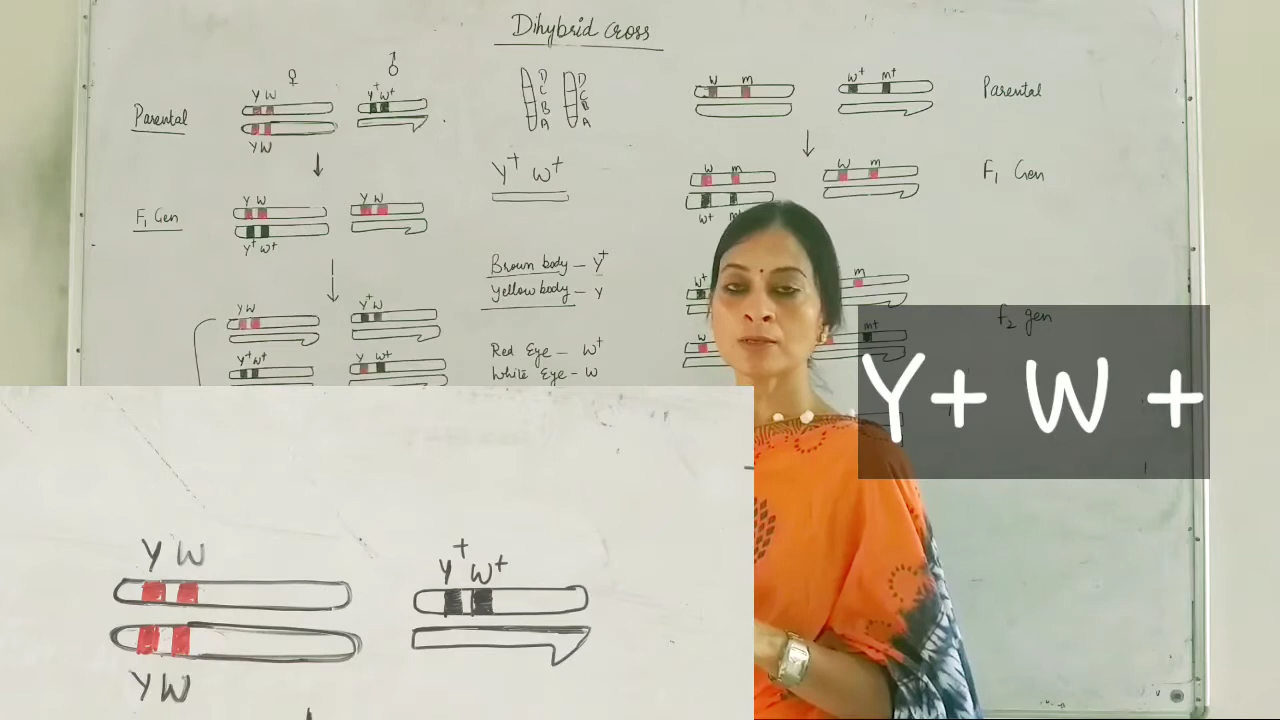 Dihybrid cross
♀ ♂
Parental
Y W
Y+ W+
Y W
F1 Gen
Y W
Y W
Y+ W+
Y W
Y+ W
Y+ W+
Y W+
D D
C C
B B
A A
Y+ W+
Brown body – Y+
Yellow body – Y
Red Eye – W+
White Eye – W
W m
W+ m+
Parental
W m
W m
F1 Gen
W+ m+
W+
m
F2 gen
W
m+
Y+ W +
Y W
Y+ W+
Y W